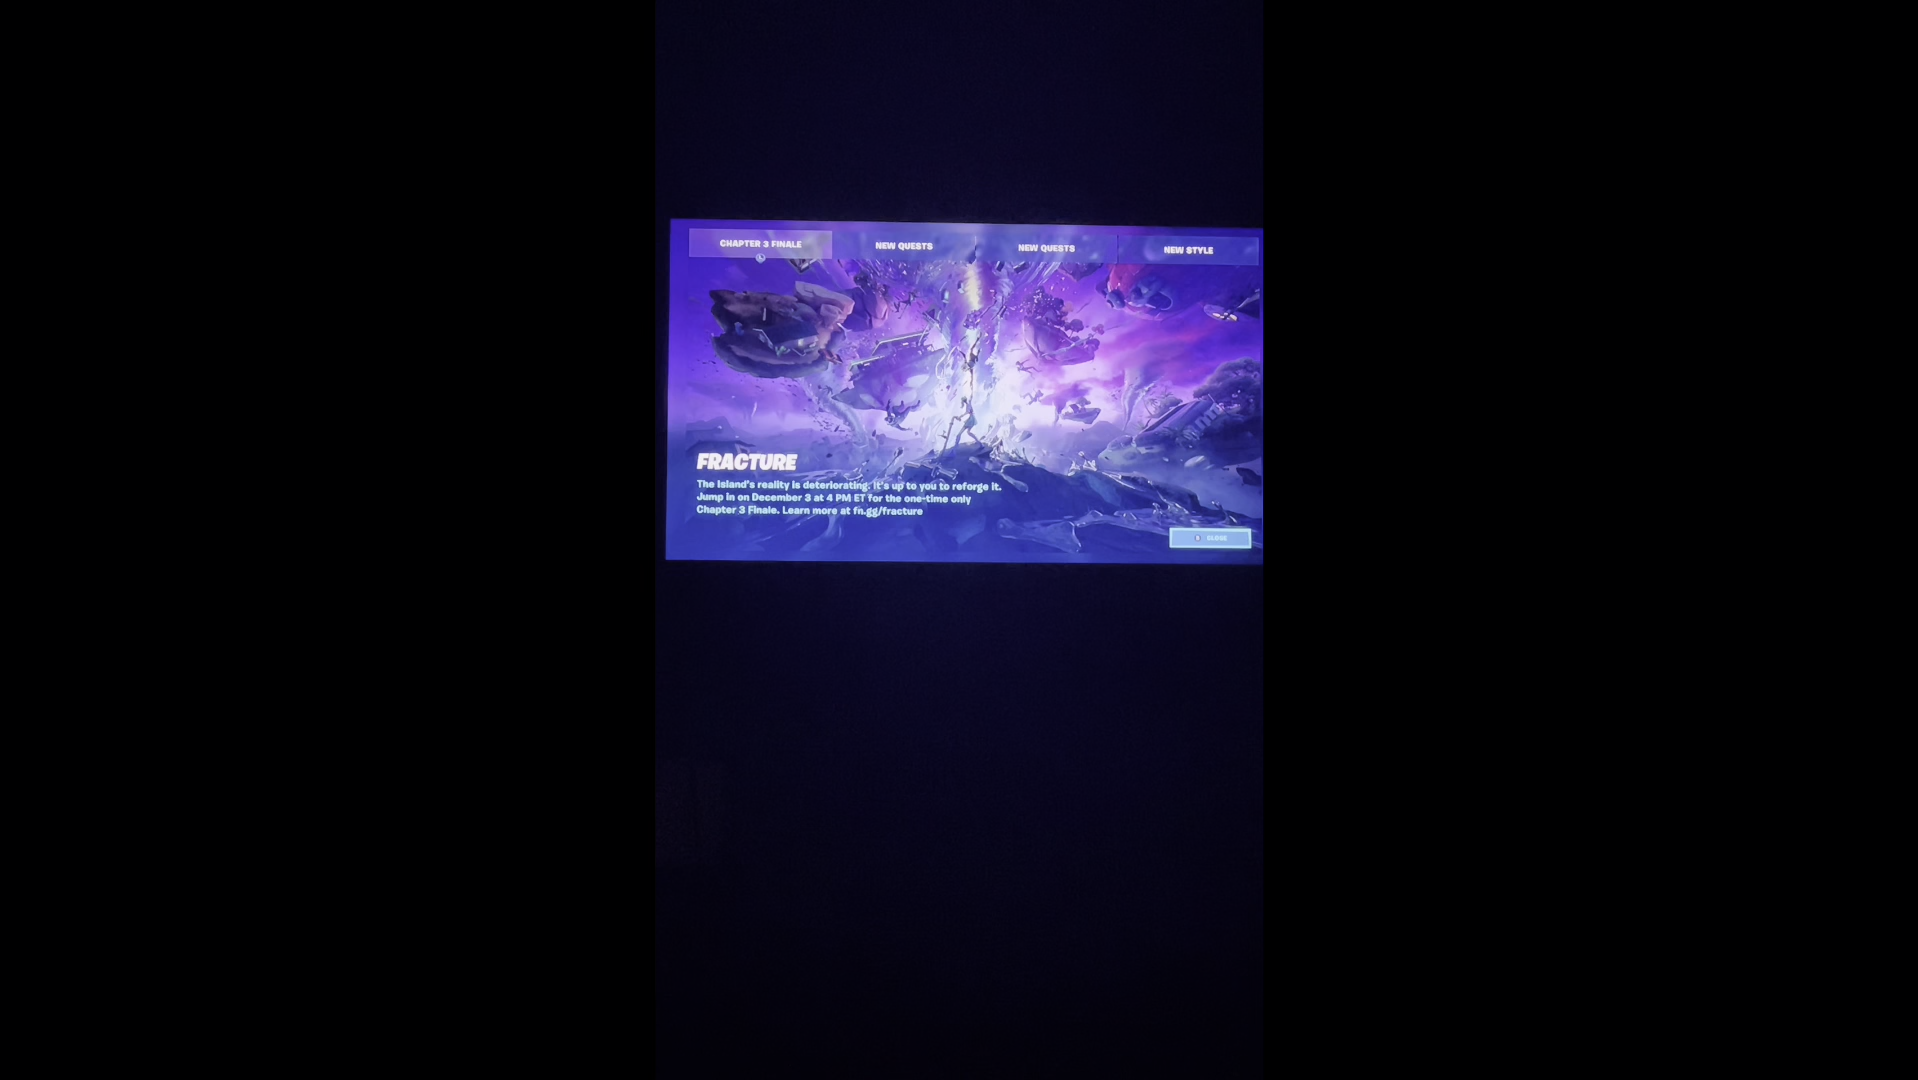 CHAPTER 3 FINALE
NEW QUESTS
NEW QUESTS
NEW STYLE
FRACTURE
The Island's reality is deteriorating. It's up to you to reforge it.
Jump in on December 3 at 4 PM ET for the one-time only
Chapter 3 Finale. Learn more at fn.gg/fracture
CLOSE